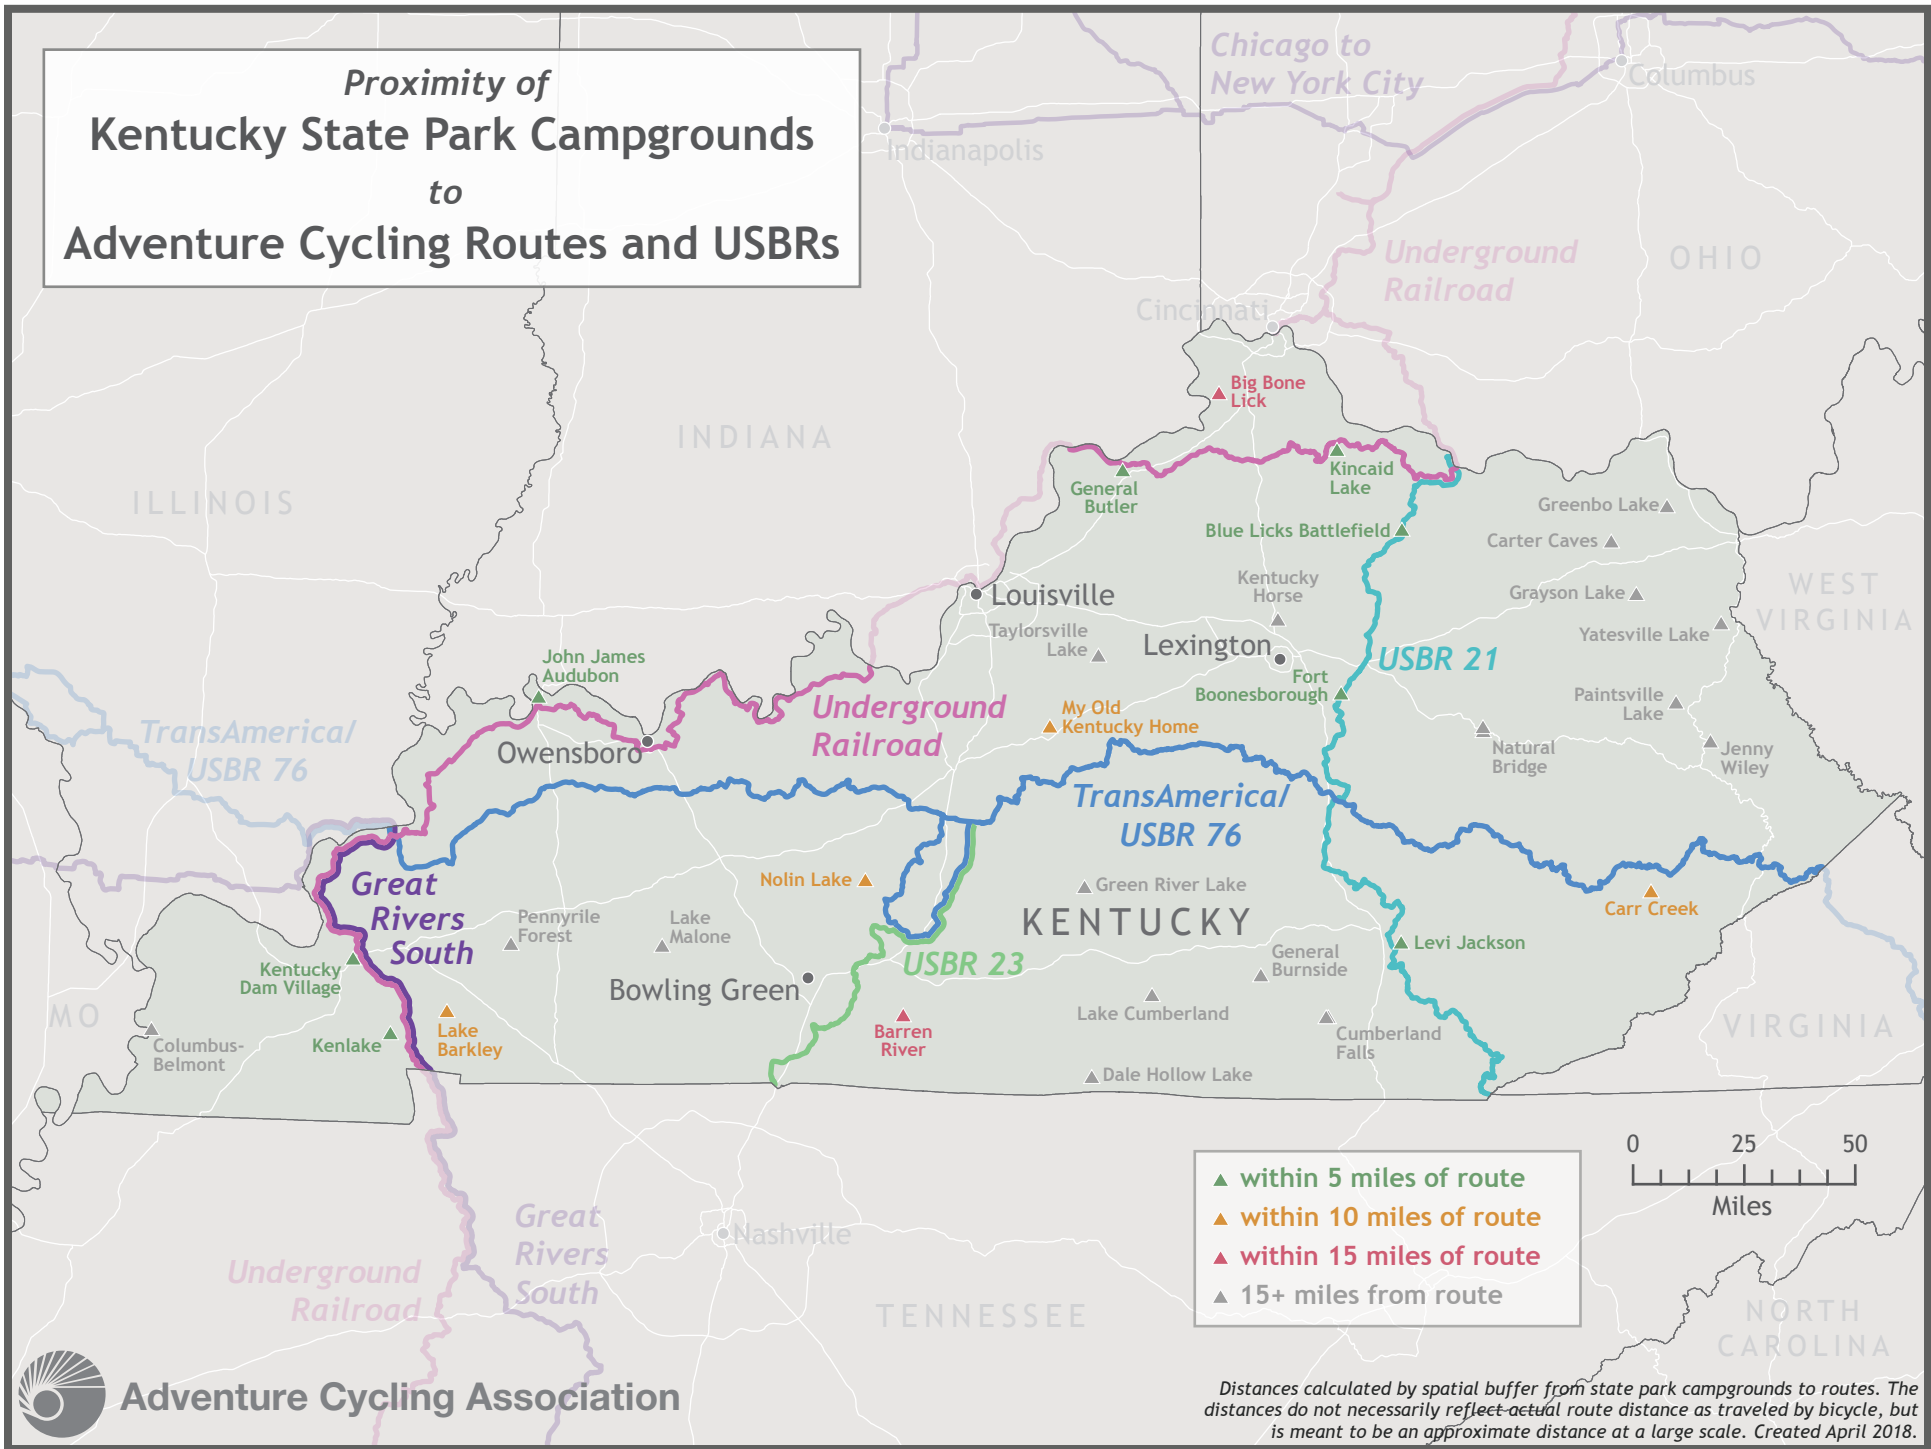 Proximity of
Kentucky State Park Campgrounds
to
Adventure Cycling Routes and USBRs
Chicago to
New York City
Columbus
Indianapolis
Underground
Railroad
OHIO
Cincinnati
Big Bone
Lick
INDIANA
ILLINOIS
Kincaid
Lake
General
Butler
Blue Licks Battlefield
Greenbo Lake
Carter Caves
Kentucky
Horse
Grayson Lake
WEST
VIRGINIA
Louisville
Taylorsville
Lake
Lexington
Yatesville Lake
USBR 21
John James
Audubon
Fort
Boonesborough
Paintsville
Lake
Underground
Railroad
My Old
Kentucky Home
TransAmerica/
USBR 76
Owensboro
Natural
Bridge
Jenny
Wiley
TransAmerica/
USBR 76
Great
Rivers
South
Nolin Lake
Green River Lake
Carr Creek
KENTUCKY
Pennyrile
Forest
Lake
Malone
Levi Jackson
USBR 23
General
Burnside
Kentucky
Dam Village
Bowling Green
Lake Cumberland
MO
Columbus-
Belmont
Kenlake
Lake
Barkley
Barren
River
Cumberland
Falls
VIRGINIA
Dale Hollow Lake
0 25 50
Miles
within 5 miles of route
within 10 miles of route
within 15 miles of route
15+ miles from route
Great
Rivers
South
Nashville
Underground
Railroad
TENNESSEE
NORTH
CAROLINA
Adventure Cycling Association
Distances calculated by spatial buffer from state park campgrounds to routes. The
distances do not necessarily reflect actual route distance as traveled by bicycle, but
is meant to be an approximate distance at a large scale. Created April 2018.